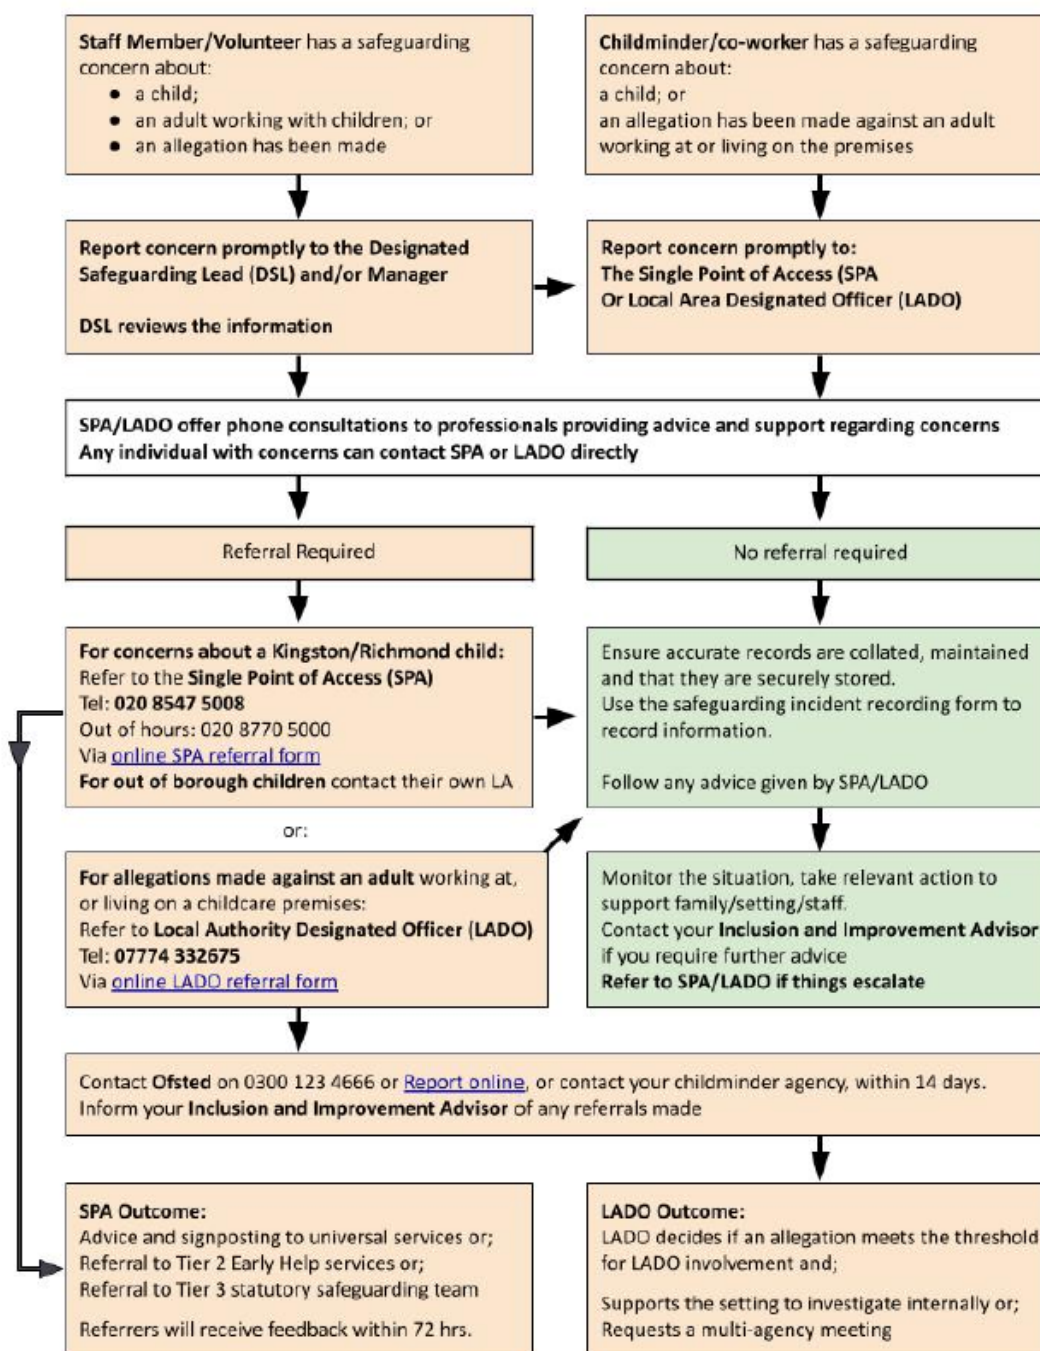 Staff Member/Volunteer has a safeguarding
concern about:
● a child;
● an adult working with children; or
● an allegation has been made
Childminder/co-worker has a safeguarding
concern about:
a child; or
an allegation has been made against an adult
working at or living on the premises
Report concern promptly to the Designated
Safeguarding Lead (DSL) and/or Manager
DSL reviews the information
Report concern promptly to:
The Single Point of Access (SPA
Or Local Area Designated Officer (LADO)
SPA/LADO offer phone consultations to professionals providing advice and support regarding concerns
Any individual with concerns can contact SPA or LADO directly
Referral Required
No referral required
For concerns about a Kingston/Richmond child:
Refer to the Single Point of Access (SPA)
Tel: 020 8547 5008
Out of hours: 020 8770 5000
Via online SPA referral form
For out of borough children contact their own LA
Ensure accurate records are collated, maintained
and that they are securely stored.
Use the safeguarding incident recording form to
record information.
Follow any advice given by SPA/LADO
or:
For allegations made against an adult working at,
or living on a childcare premises:
Refer to Local Authority Designated Officer (LADO)
Tel: 07774 332675
Via online LADO referral form
Monitor the situation, take relevant action to
support family/setting/staff.
Contact your Inclusion and Improvement Advisor
if you require further advice
Refer to SPA/LADO if things escalate
Contact Ofsted on 0300 123 4666 or Report online, or contact your childminder agency, within 14 days.
Inform your Inclusion and Improvement Advisor of any referrals made
SPA Outcome:
Advice and signposting to universal services or;
Referral to Tier 2 Early Help services or;
Referral to Tier 3 statutory safeguarding team
Referrers will receive feedback within 72 hrs.
LADO Outcome:
LADO decides if an allegation meets the threshold
for LADO involvement and;
Supports the setting to investigate internally or;
Requests a multi-agency meeting